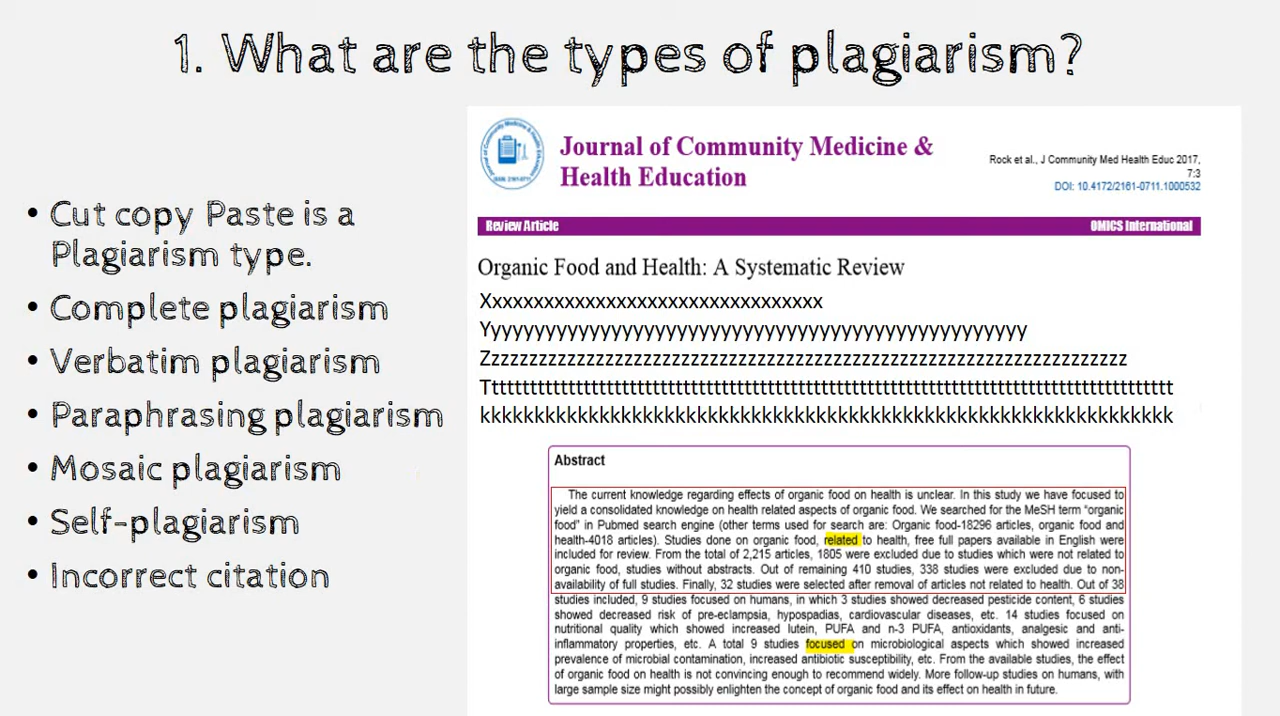 1. What are the types of plagiarism?
• Cut copy Paste is a
Plagiarism type.
• Complete plagiarism
• Verbatim plagiarism
• Paraphrasing plagiarism
• Mosaic plagiarism
• Self-plagiarism
• Incorrect citation
Journal of Community Medicine &
Health Education
Rock et al., J Community Med Health Educ 2017,
7:3
DOI: 10.4172/2161-0711.1000532
Review Article
OMICS International
Organic Food and Health: A Systematic Review
Xxxxxxxxxxxxxxxxxxxxxxxxxxxxxxxxx
Yyyyyyyyyyyyyyyyyyyyyyyyyyyyyyyyyyyyyyyyyyyyyyyyyy
Zzzzzzzzzzzzzzzzzzzzzzzzzzzzzzzzzzzzzzzzzzzzzzzzzzzzzzzzzzzzzzzzzz
Tttttttttttttttttttttttttttttttttttttttttttttttttttttttttttttttttttttttttttttttttttttttttt
kkkkkkkkkkkkkkkkkkkkkkkkkkkkkkkkkkkkkkkkkkkkkkkkkkkkkkkkkkkkkkkk
Abstract
The current knowledge regarding effects of organic food on health is unclear. In this study we have focused to
yield a consolidated knowledge on health related aspects of organic food. We searched for the MeSH term “organic
food” in Pubmed search engine (other terms used for search are: Organic food-18296 articles, organic food and
health-4018 articles). Studies done on organic food, related to health, free full papers available in English were
included for review. From the total of 2,215 articles, 1805 were excluded due to studies which were not related to
organic food, studies without abstracts. Out of remaining 410 studies, 338 studies were excluded due to non-
availability of full studies. Finally, 32 studies were selected after removal of articles not related to health. Out of 38
studies included, 9 studies focused on humans, in which 3 studies showed decreased pesticide content, 6 studies
showed decreased risk of pre-eclampsia, hypospadias, cardiovascular diseases, etc. 14 studies focused on
nutritional quality which showed increased lutein, PUFA and n-3 PUFA, antioxidants, analgesic and anti-
inflammatory properties, etc. A total 9 studies focused on microbiological aspects which showed increased
prevalence of microbial contamination, increased antibiotic susceptibility, etc. From the available studies, the effect
of organic food on health is not convincing enough to recommend widely. More follow-up studies on humans, with
large sample size might possibly enlighten the concept of organic food and its effect on health in future.